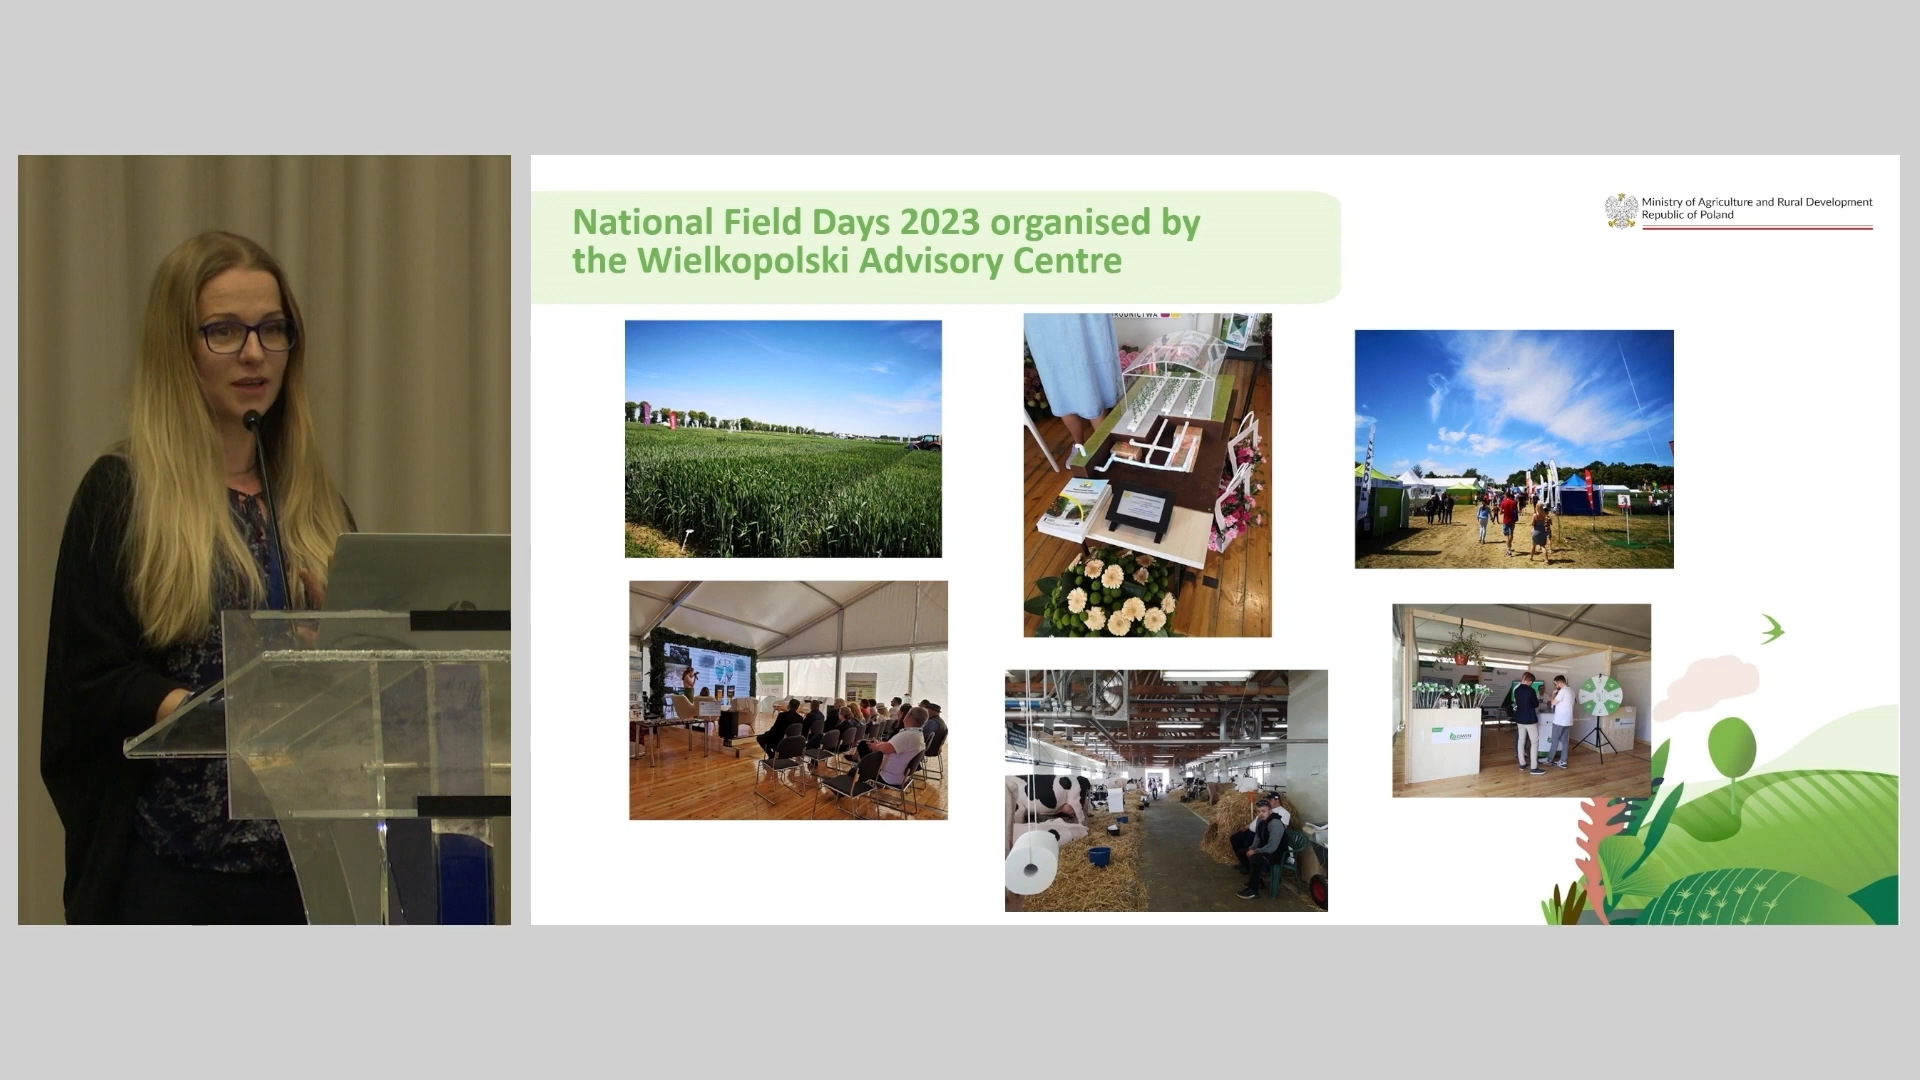 National Field Days 2023 organised by
the Wielkopolski Advisory Centre
Ministry of Agriculture and Rural Development
Republic of Poland